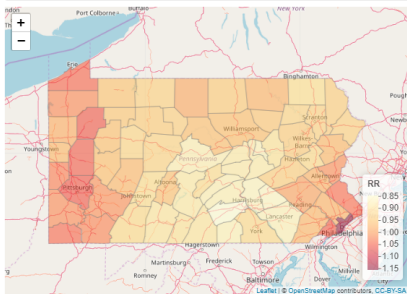 Port Colborne
Buffalo
New York
+
−
Erie
Binghamton
Scranton
Williamsport
Wilkes-
Barre
Youngstown
Hazleton
Pennsylvania
Allentown
Altoona
Pittsburgh
Johnstown
Harrisburg
Reading
Lancaster
York
Philadelphia
RR
0.85
0.90
0.95
1.00
1.05
1.10
1.15
Hagerstown
Wilmington
Martinsburg
Frederick
Towson
Romney
Baltimore
Dover
Millville
Leaflet | © OpenStreetMap contributors, CC-BY-SA